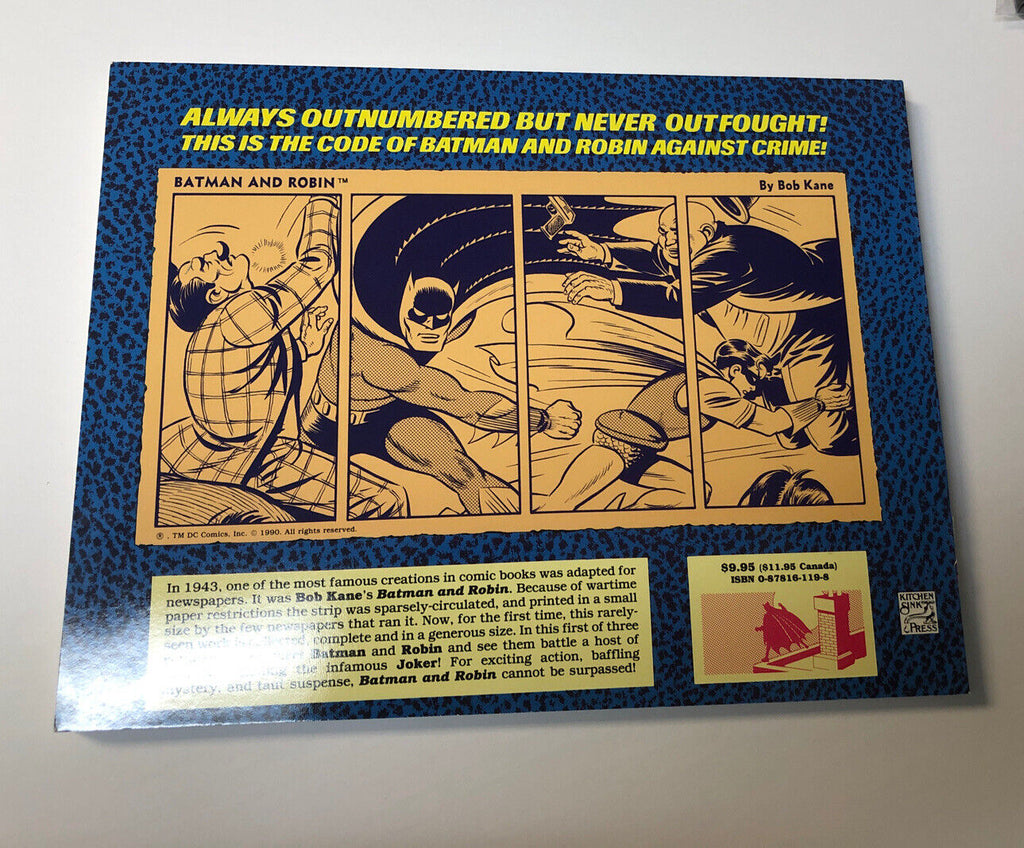 ALWAYS OUTNUMBERED BUT NEVER OUTFOUGHT!
THIS IS THE CODE OF BATMAN AND ROBIN AGAINST CRIME!
BATMAN AND ROBIN™
By Bob Kane
®, TM DC Comics, Inc. © 1990. All rights reserved.
In 1943, one of the most famous creations in comic books was adapted for
newspapers. It was Bob Kane's Batman and Robin. Because of wartime
paper restrictions the strip was sparsely-circulated, and printed in a small
size by the few newspapers that ran it. Now, for the first time, this rarely-
seen work complete and in a generous size. In this first of three
Batman and Robin and see them battle a host of
the infamous Joker! For exciting action, baffling
mystery, and taut suspense, Batman and Robin cannot be surpassed!
$9.95 ($11.95 Canada)
ISBN 0-87816-119-8
KITCHEN
SINK
PRESS